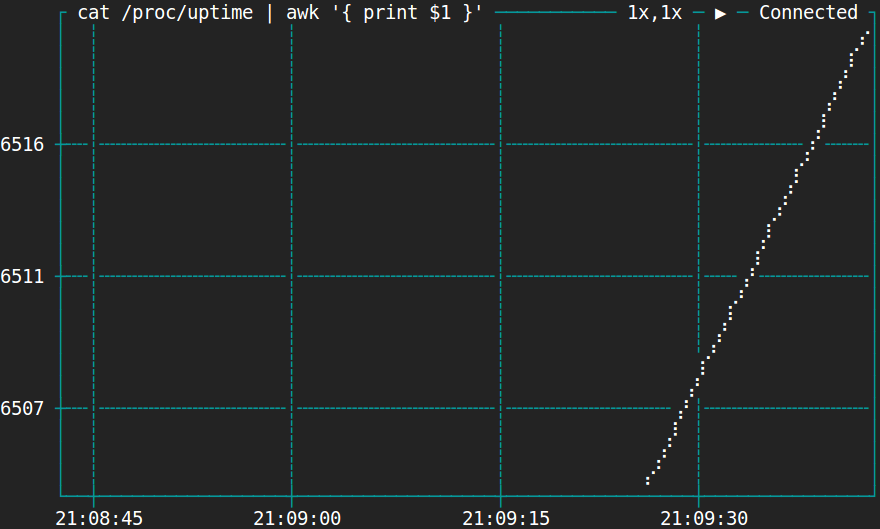 cat /proc/uptime | awk '{ print $1 }' 1x,1x ▶ Connected
6516
6511
6507
21:08:45 21:09:00 21:09:15 21:09:30